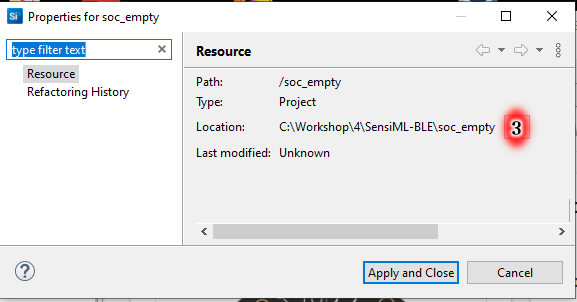 Si Properties for soc_empty
type filter text
Resource
Refactoring History
Resource
Path: /soc_empty
Type: Project
Location: C:\Workshop\4\SensiML-BLE\soc_empty 3
Last modified: Unknown
?
Apply and Close
Cancel